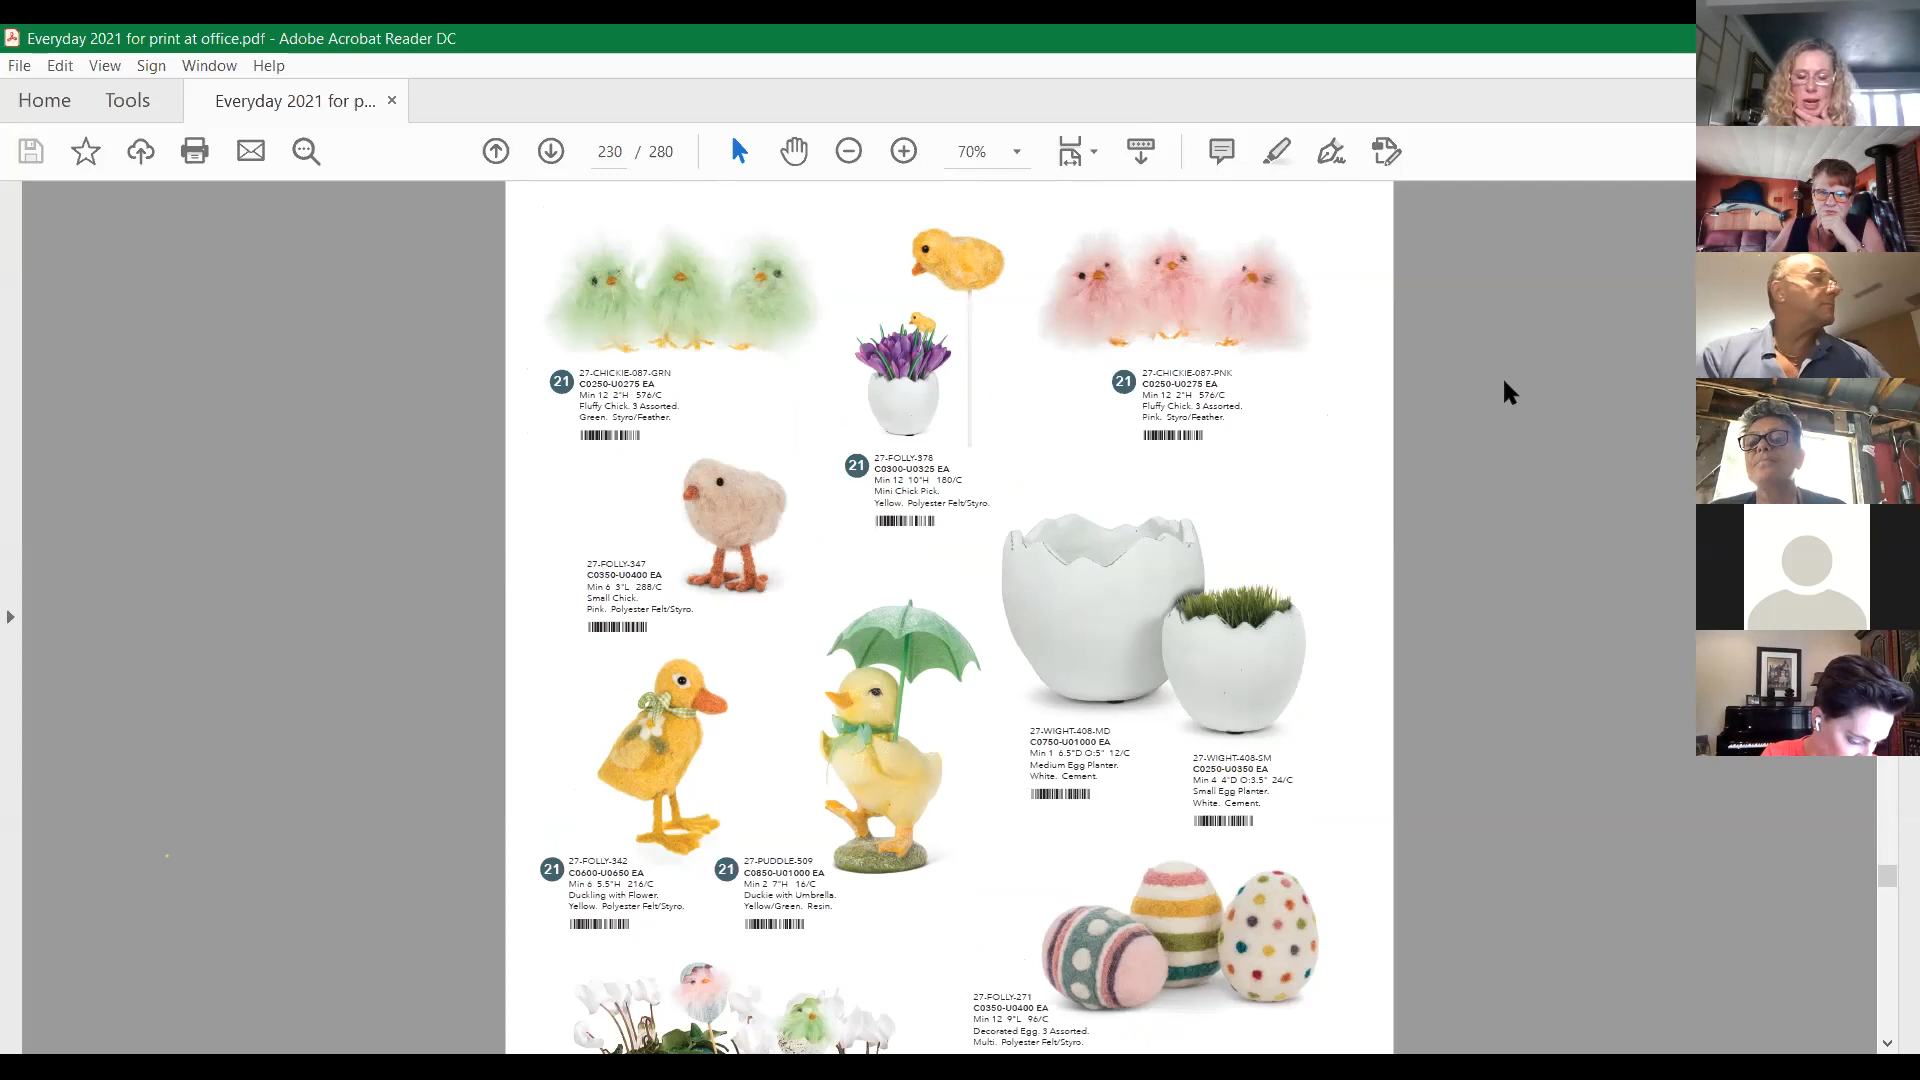 Everyday 2021 for print at office.pdf - Adobe Acrobat Reader DC
File Edit View Sign Window Help
Home Tools Everyday 2021 for p... ×
230 / 280 70%
21
27-CHICKIE-087-GRN
C0250-U0275 EA
Min 12 2"H 576/C
Fluffy Chick. 3 Assorted.
Green. Styro/Feather.
21
27-FOLLY-378
C0300-U0325 EA
Min 12 10"H 180/C
Mini Chick Pick.
Yellow. Polyester Felt/Styro.
21
27-CHICKIE-087-PNK
C0250-U0275 EA
Min 12 2"H 576/C
Fluffy Chick. 3 Assorted.
Pink. Styro/Feather.
27-FOLLY-347
C0350-U0400 EA
Min 6 3"L 288/C
Small Chick.
Pink. Polyester Felt/Styro.
27-WIGHT-408-MD
C0750-U01000 EA
Min 1 6.5"D O:5" 12/C
Medium Egg Planter.
White. Cement.
27-WIGHT-408-SM
C0250-U0350 EA
Min 4 4"D O:3.5" 24/C
Small Egg Planter.
White. Cement.
21
27-FOLLY-342
C0600-U0650 EA
Min 6 5.5"H 216/C
Duckling with Flower.
Yellow. Polyester Felt/Styro.
21
27-PUDDLE-509
C0850-U01000 EA
Min 2 7"H 16/C
Duckie with Umbrella.
Yellow/Green. Resin.
27-FOLLY-271
C0350-U0400 EA
Min 12 9"L 96/C
Decorated Egg. 3 Assorted.
Multi. Polyester Felt/Styro.